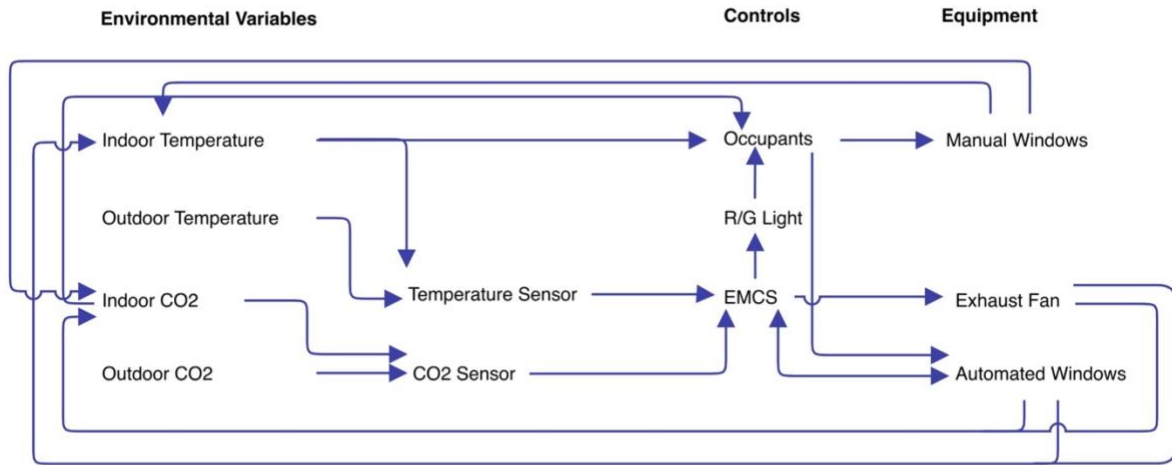 Environmental Variables
Controls
Equipment
Indoor Temperature
Occupants
Manual Windows
Outdoor Temperature
R/G Light
Indoor CO2
Temperature Sensor
EMCS
Exhaust Fan
Outdoor CO2
CO2 Sensor
Automated Windows